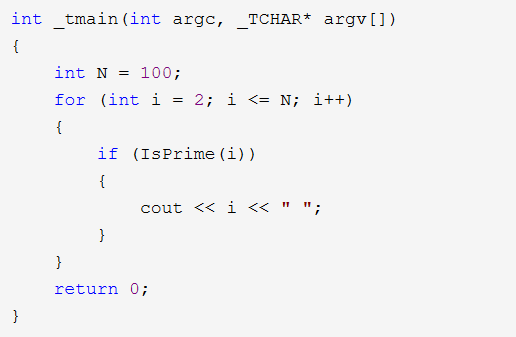 int _tmain(int argc, _TCHAR* argv[])
{
    int N = 100;
    for (int i = 2; i <= N; i++)
    {
        if (IsPrime(i))
        {
            cout << i << " ";
        }
    }
    return 0;
}